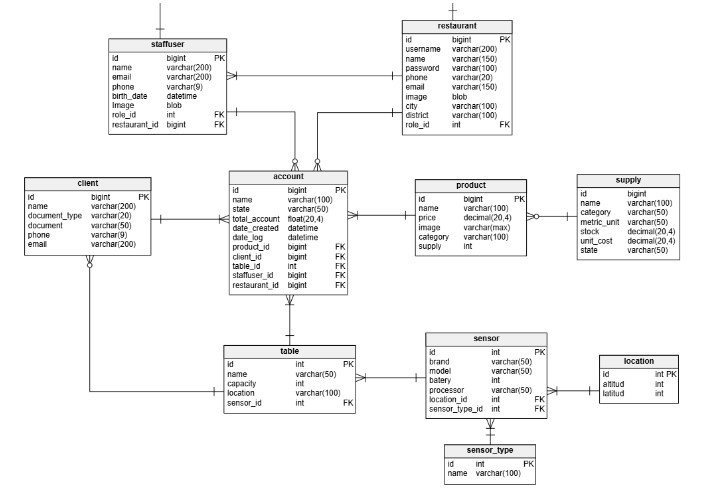 restaurant
id bigint PK
username varchar(200)
name varchar(150)
password varchar(100)
phone varchar(20)
email varchar(150)
image blob
city varchar(100)
district varchar(100)
role_id int FK
staffuser
id bigint PK
name varchar(200)
email varchar(200)
phone varchar(9)
birth_date datetime
Image blob
role_id int FK
restaurant_id bigint FK
account
id bigint PK
name varchar(100)
state varchar(50)
total_account float(20,4)
date_created datetime
date_log datetime
product_id bigint FK
client_id bigint FK
table_id int FK
staffuser_id bigint FK
restaurant_id bigint FK
client
id bigint PK
name varchar(200)
document_type varchar(20)
document varchar(50)
phone varchar(9)
email varchar(200)
product
id bigint PK
name varchar(100)
price decimal(20,4)
image varchar(max)
category varchar(100)
supply int
supply
id bigint PK
name varchar(100)
category varchar(50)
metric_unit varchar(50)
stock decimal(20,4)
unit_cost decimal(20,4)
state varchar(50)
table
id int PK
name varchar(50)
capacity int
location varchar(100)
sensor_id int FK
sensor
id int PK
brand varchar(50)
model varchar(50)
batery int
processor varchar(50)
location_id int FK
sensor_type_id int FK
location
id int PK
altitud int
latitud int
sensor_type
id int PK
name varchar(100)